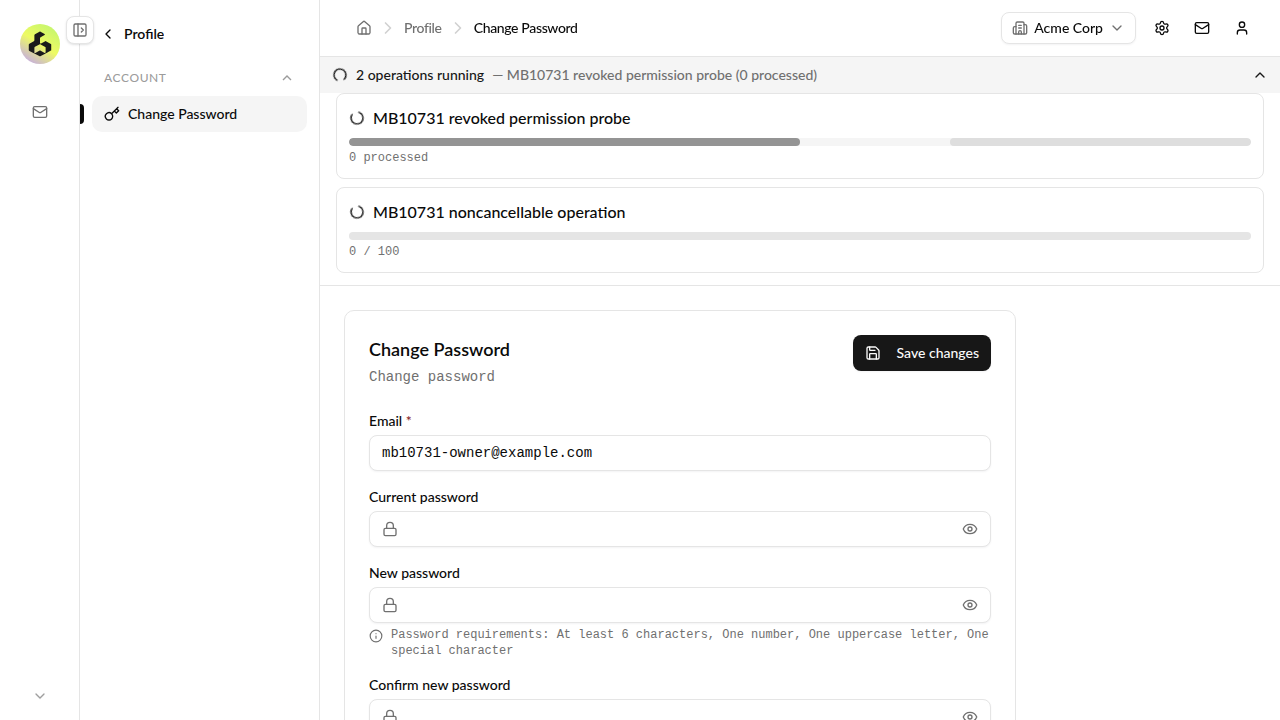 Profile
ACCOUNT
Change Password
Profile
Change Password
Acme Corp
2 operations running — MB10731 revoked permission probe (0 processed)
MB10731 revoked permission probe
0 processed
MB10731 noncancellable operation
0 / 100
Change Password
Change password
Save changes
Email *
mb10731-owner@example.com
Current password
New password
Password requirements: At least 6 characters, One number, One uppercase letter, One
special character
Confirm new password